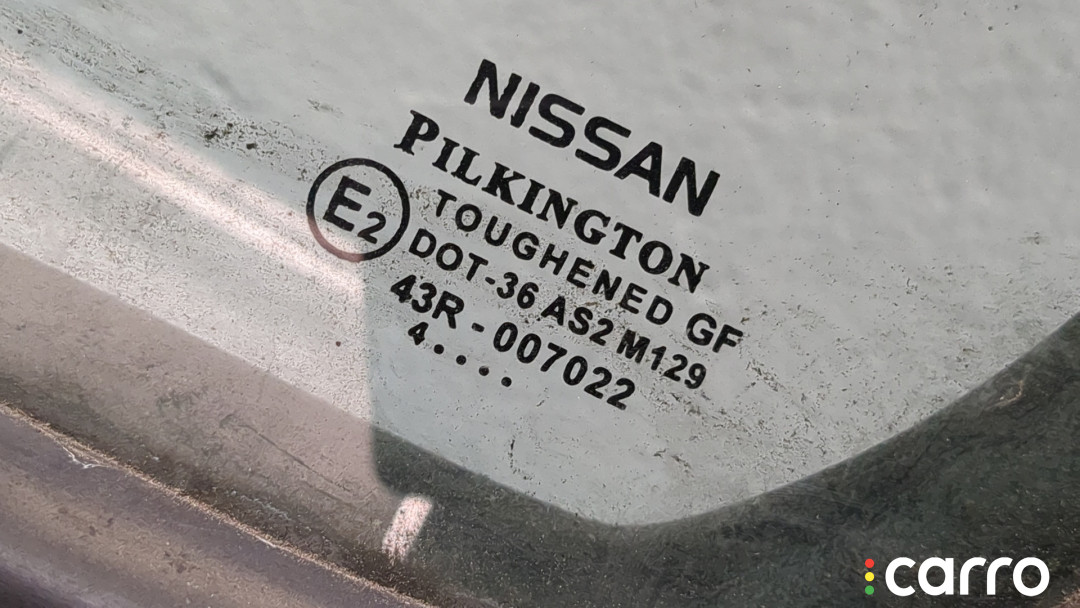 NISSAN
PILKINGTON
E2
TOUGHENED GF
DOT-36 AS2 M129
43R - 007022
4••••
carro